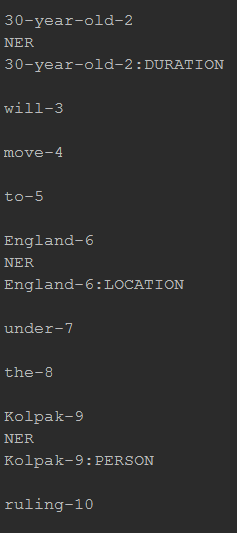 30-year-old-2
NER
30-year-old-2:DURATION
will-3
move-4
to-5
England-6
NER
England-6:LOCATION
under-7
the-8
Kolpak-9
NER
Kolpak-9:PERSON
ruling-10